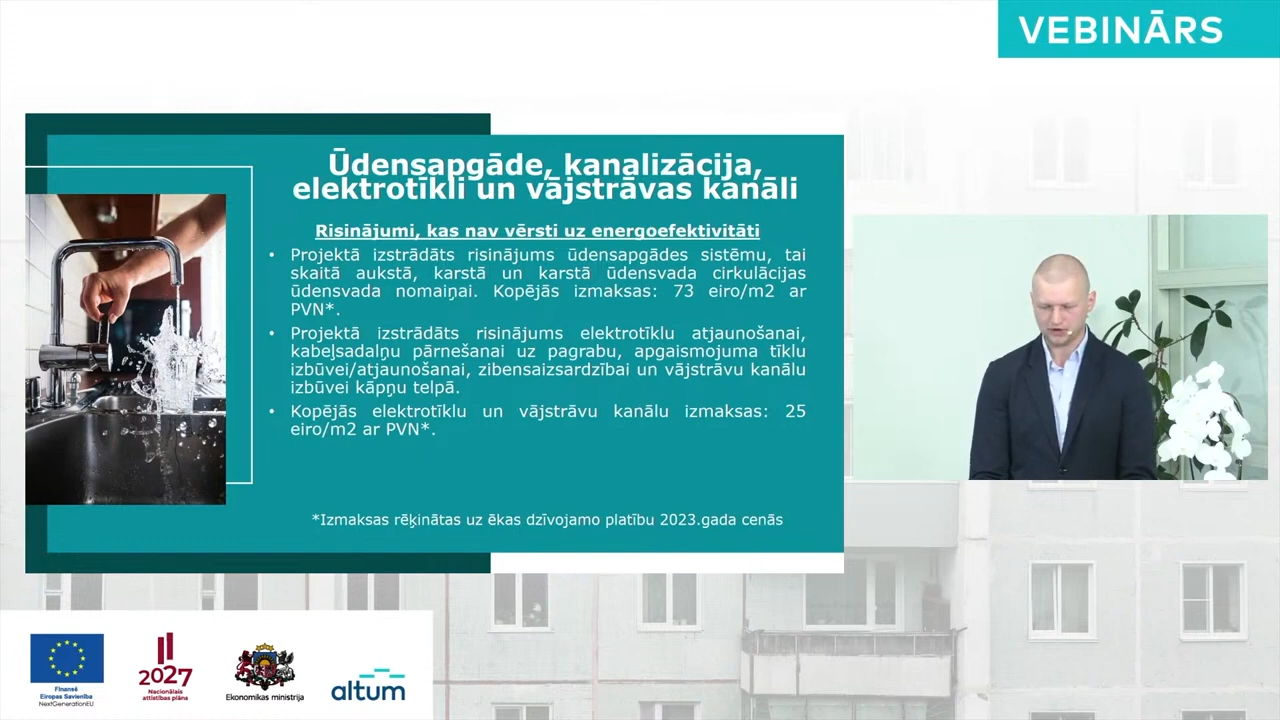 VEBINĀRS
Ūdensapgāde, kanalizācija,
elektrotīkli un vājstrāvas kanāli
Risinājumi, kas nav vērsti uz energoefektivitāti
• Projektā izstrādāts risinājums ūdensapgādes sistēmu, tai
skaitā aukstā, karstā un karstā ūdensvada cirkulācijas
ūdensvada nomaiņai. Kopējās izmaksas: 73 eiro/m2 ar
PVN*.
• Projektā izstrādāts risinājums elektrotīklu atjaunošanai,
kabeļsadalņu pārnešanai uz pagrabu, apgaismojuma tīklu
izbūvei/atjaunošanai, zibensaizsardzībai un vājstrāvu kanālu
izbūvei kāpņu telpā.
• Kopējās elektrotīklu un vājstrāvu kanālu izmaksas: 25
eiro/m2 ar PVN*.
*Izmaksas rēķinātas uz ēkas dzīvojamo platību 2023.gada cenās
Finansē
Eiropas Savienība
NextGenerationEU
2027
Nacionālais
attīstības plāns
Ekonomikas ministrija
altum